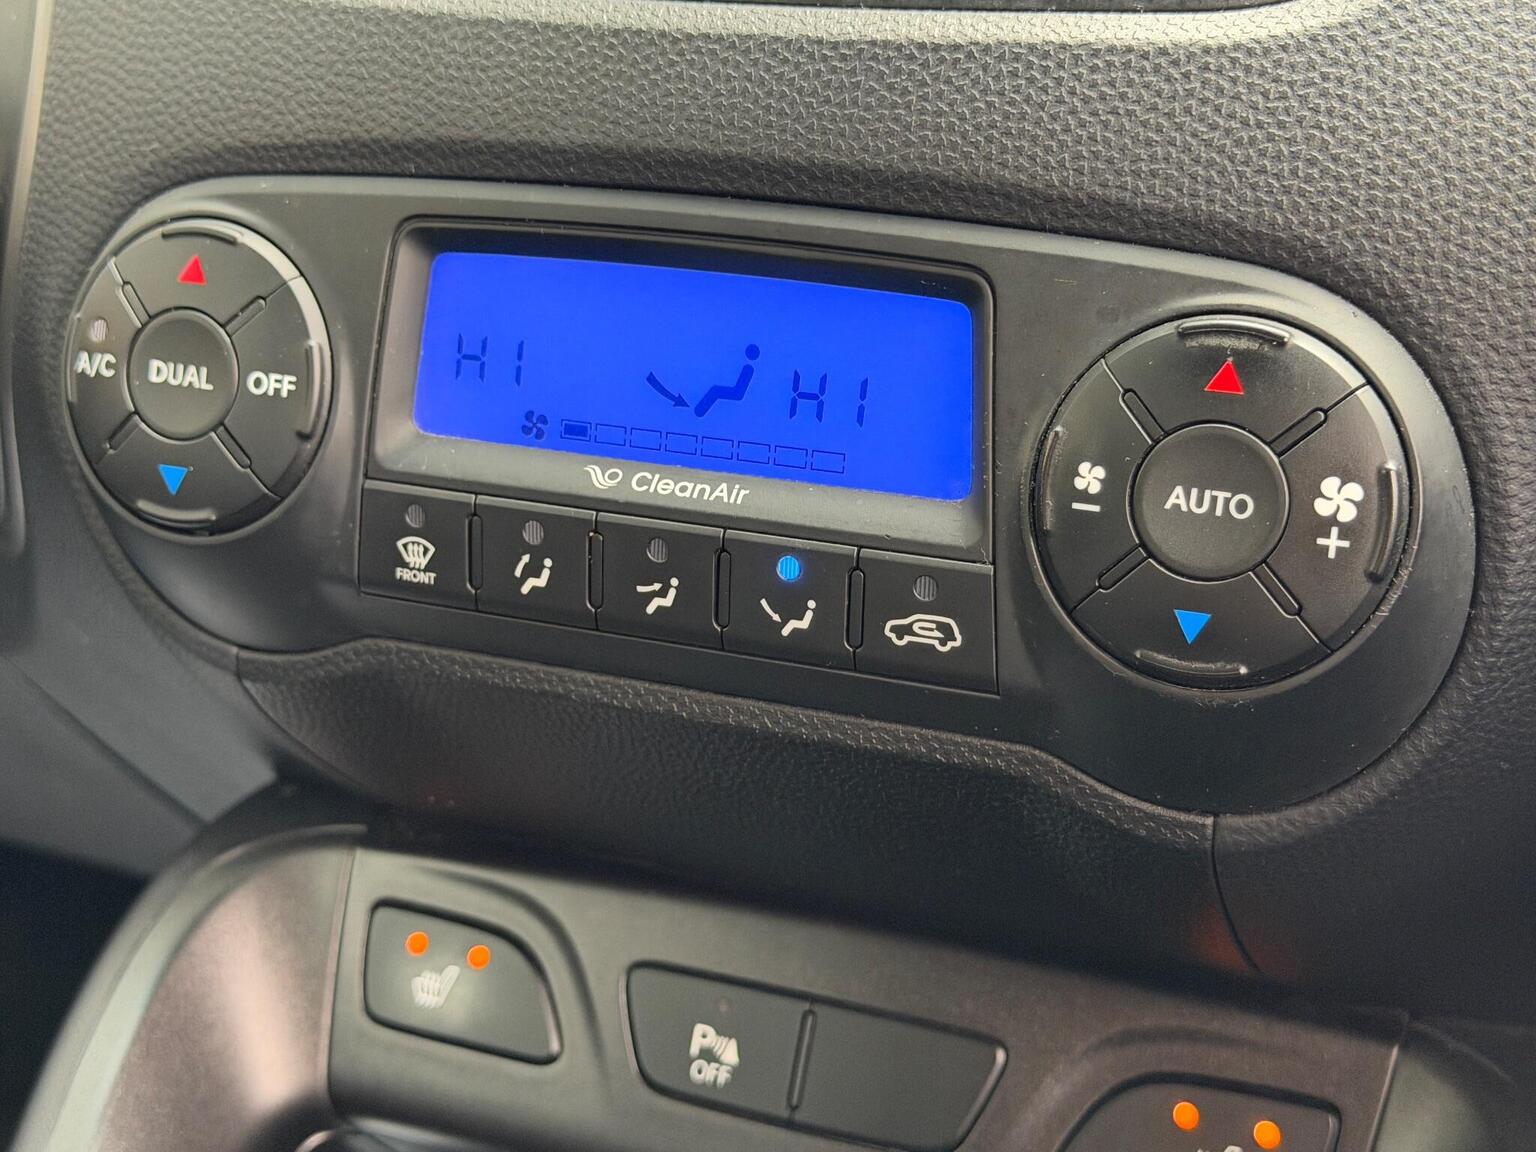 HI
HI
CleanAir
A/C
DUAL
OFF
FRONT
AUTO
−
+
P
OFF